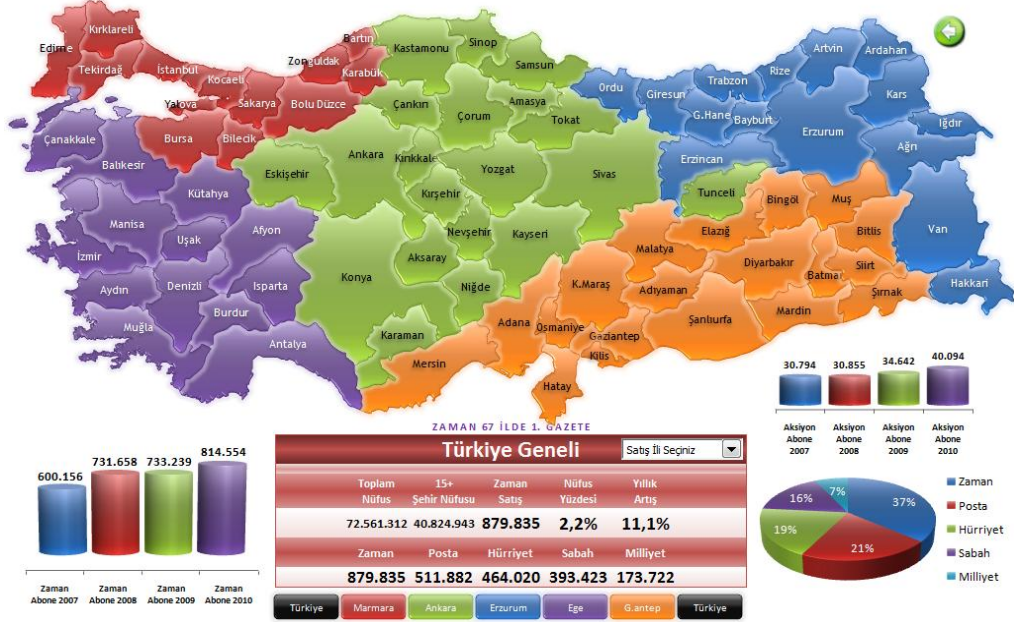 Kırklareli
Edirne
Tekirdağ
İstanbul
Kocaeli
Yalova
Sakarya
Bolu Düzce
Zonguldak
Bartın
Karabük
Bursa
Bilecik
Kastamonu
Sinop
Samsun
Çankırı
Çorum
Amasya
Tokat
Ankara
Kırıkkale
Yozgat
Sivas
Eskişehir
Kırşehir
Nevşehir
Kayseri
Aksaray
Konya
Niğde
Karaman
Tunceli
Ordu
Giresun
Trabzon
Rize
Artvin
Ardahan
G.Hane
Bayburt
Erzurum
Kars
Iğdır
Ağrı
Erzincan
Van
Hakkari
Çanakkale
Balıkesir
Kütahya
Manisa
Uşak
Afyon
İzmir
Aydın
Denizli
Isparta
Burdur
Muğla
Antalya
Bingöl
Muş
Elazığ
Bitlis
Malatya
Diyarbakır
Batma
Siirt
Şırnak
K.Maraş
Adıyaman
Mardin
Şanlıurfa
Adana
Osmaniye
Gaziantep
Kilis
Mersin
Hatay
30.794 30.855 34.642 40.094
Aksiyon Aksiyon Aksiyon Aksiyon
Abone Abone Abone Abone
2007 2008 2009 2010
600.156 731.658 733.239 814.554
Zaman Zaman Zaman Zaman
Abone 2007 Abone 2008 Abone 2009 Abone 2010
ZAMAN 67 İLDE 1. GAZETE
Türkiye Geneli
Satış İli Seçiniz
Toplam 15+ Zaman Nüfus Yıllık
Nüfus Şehir Nüfusu Satış Yüzdesi Artış
72.561.312 40.824.943 879.835 2,2% 11,1%
Zaman Posta Hürriyet Sabah Milliyet
879.835 511.882 464.020 393.423 173.722
Türkiye Marmara Ankara Erzurum Ege G.antep Türkiye
37%
21%
19%
16%
7%
Zaman
Posta
Hürriyet
Sabah
Milliyet